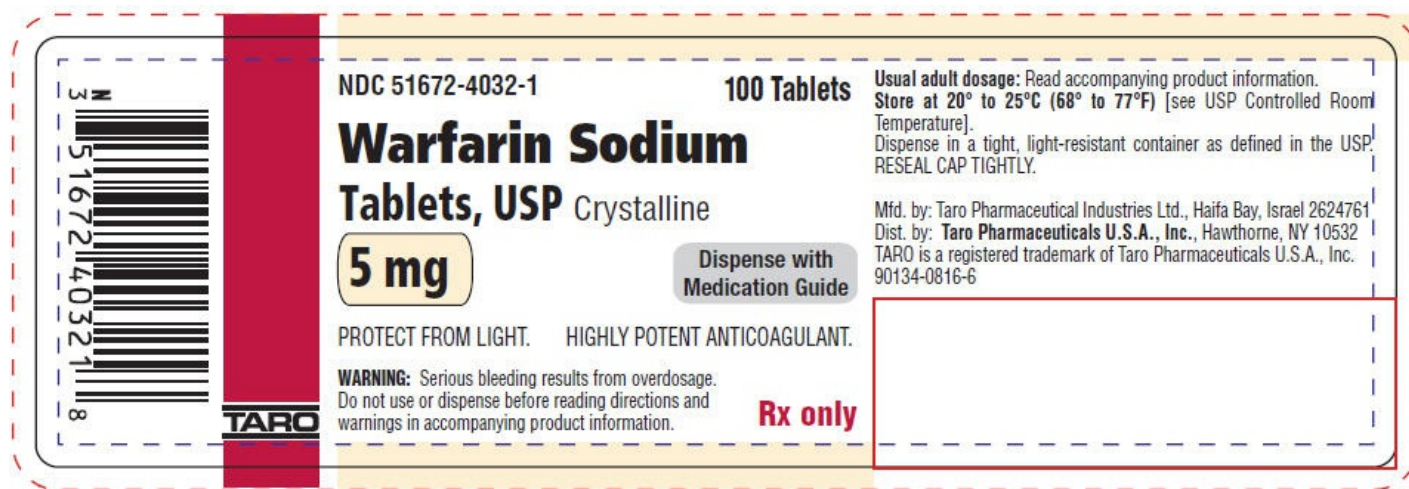 N
3 51672 40321 8
TARO
NDC 51672-4032-1
100 Tablets
Warfarin Sodium
Tablets, USP Crystalline
5 mg
Dispense with
Medication Guide
PROTECT FROM LIGHT. HIGHLY POTENT ANTICOAGULANT.
WARNING: Serious bleeding results from overdosage.
Do not use or dispense before reading directions and
warnings in accompanying product information.
Rx only
Usual adult dosage: Read accompanying product information.
Store at 20° to 25°C (68° to 77°F) [see USP Controlled Room
Temperature].
Dispense in a tight, light-resistant container as defined in the USP.
RESEAL CAP TIGHTLY.
Mfd. by: Taro Pharmaceutical Industries Ltd., Haifa Bay, Israel 2624761
Dist. by: Taro Pharmaceuticals U.S.A., Inc., Hawthorne, NY 10532
TARO is a registered trademark of Taro Pharmaceuticals U.S.A., Inc.
90134-0816-6